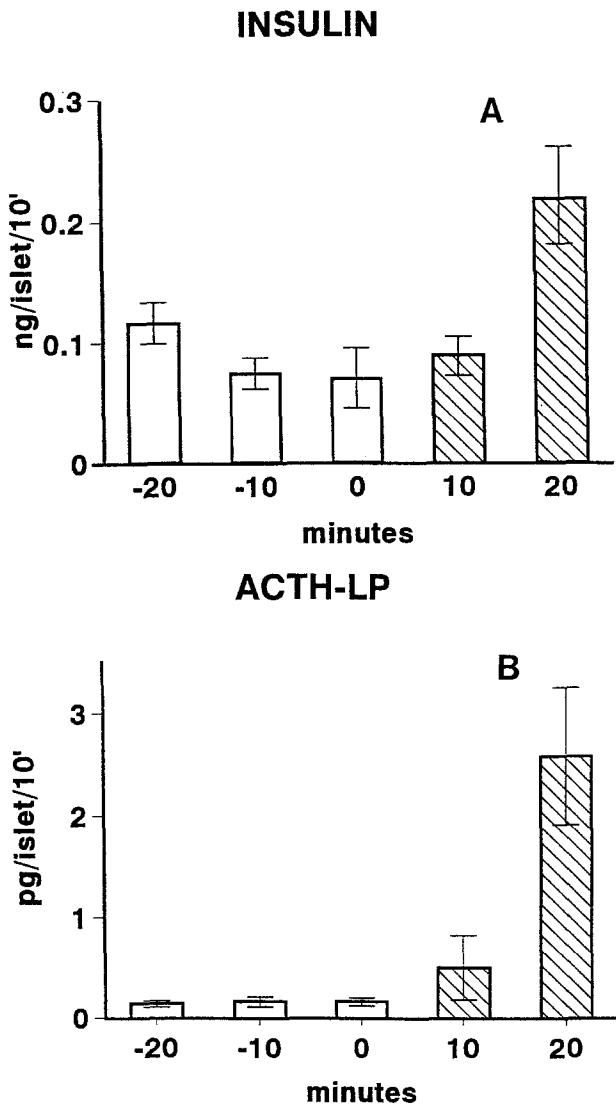 INSULIN
A
0.3
0.2
0.1
0
ng/islet/10'
-20 -10 0 10 20
minutes
ACTH-LP
B
3
2
1
0
pg/islet/10'
-20 -10 0 10 20
minutes